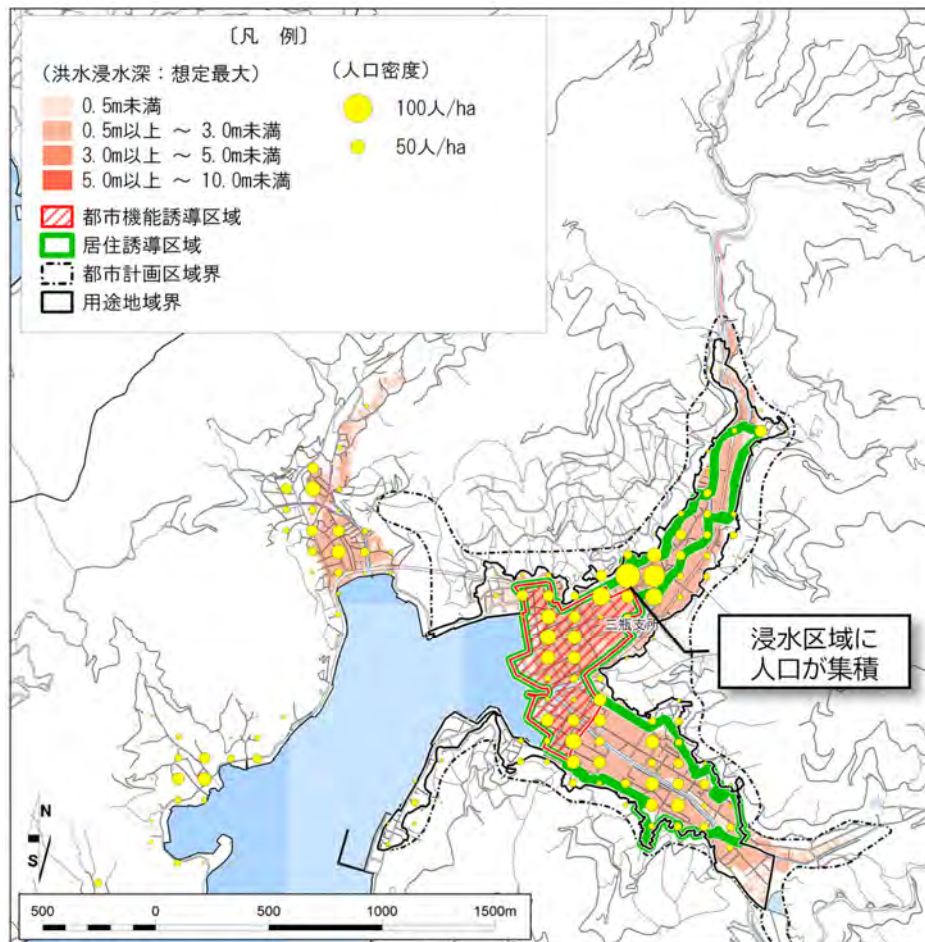 〔凡 例〕
（洪水浸水深：想定最大）
0.5m未満
0.5m以上 ～ 3.0m未満
3.0m以上 ～ 5.0m未満
5.0m以上 ～ 10.0m未満
都市機能誘導区域
居住誘導区域
都市計画区域界
用途地域界
（人口密度）
100人/ha
50人/ha
三瓶支所
浸水区域に
人口が集積
N
S
500 0 500 1000 1500m